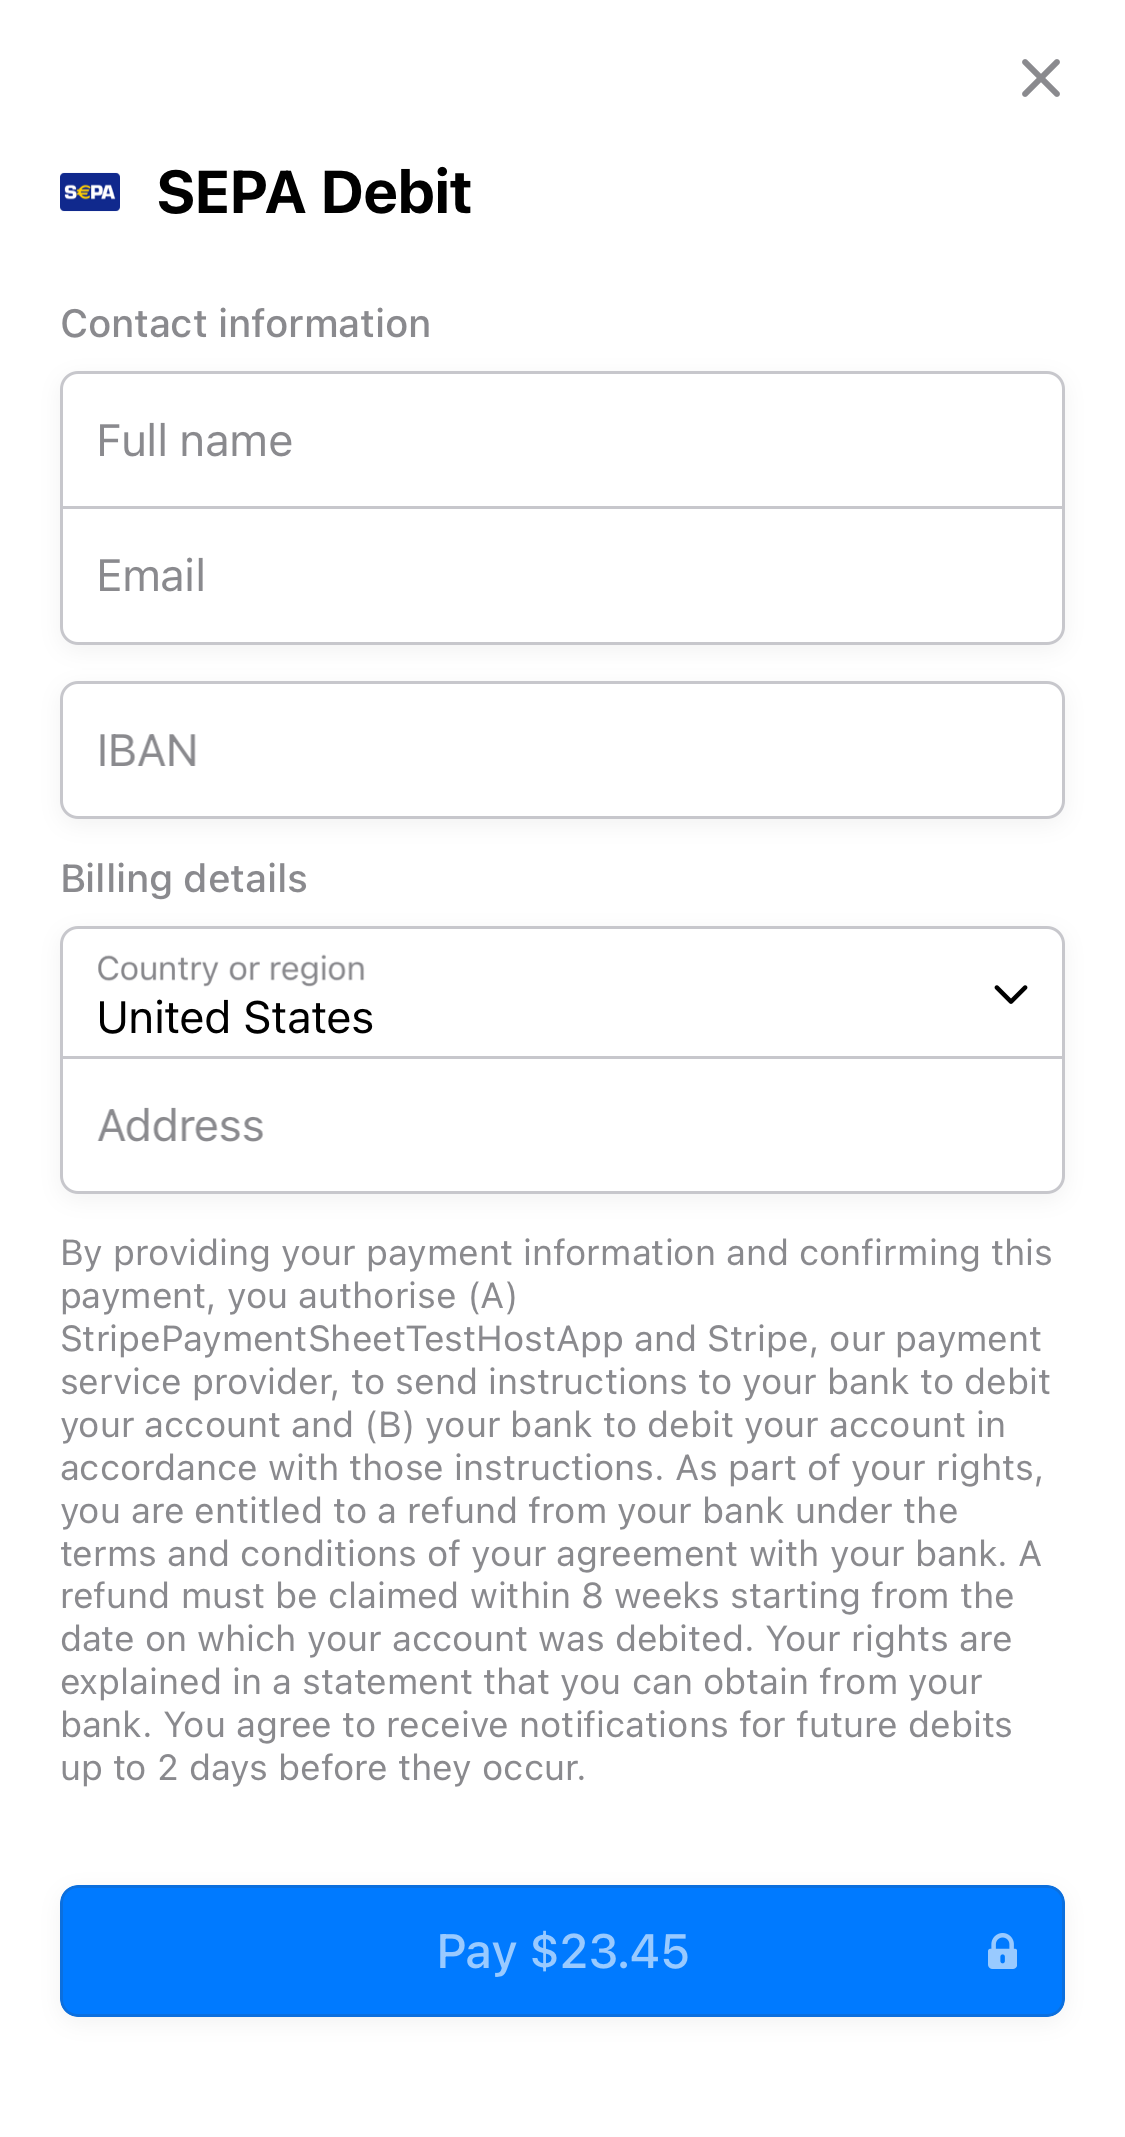 S€PA SEPA Debit
Contact information
Full name
Email
IBAN
Billing details
Country or region
United States
Address
By providing your payment information and confirming this
payment, you authorise (A)
StripePaymentSheetTestHostApp and Stripe, our payment
service provider, to send instructions to your bank to debit
your account and (B) your bank to debit your account in
accordance with those instructions. As part of your rights,
you are entitled to a refund from your bank under the
terms and conditions of your agreement with your bank. A
refund must be claimed within 8 weeks starting from the
date on which your account was debited. Your rights are
explained in a statement that you can obtain from your
bank. You agree to receive notifications for future debits
up to 2 days before they occur.
Pay $23.45